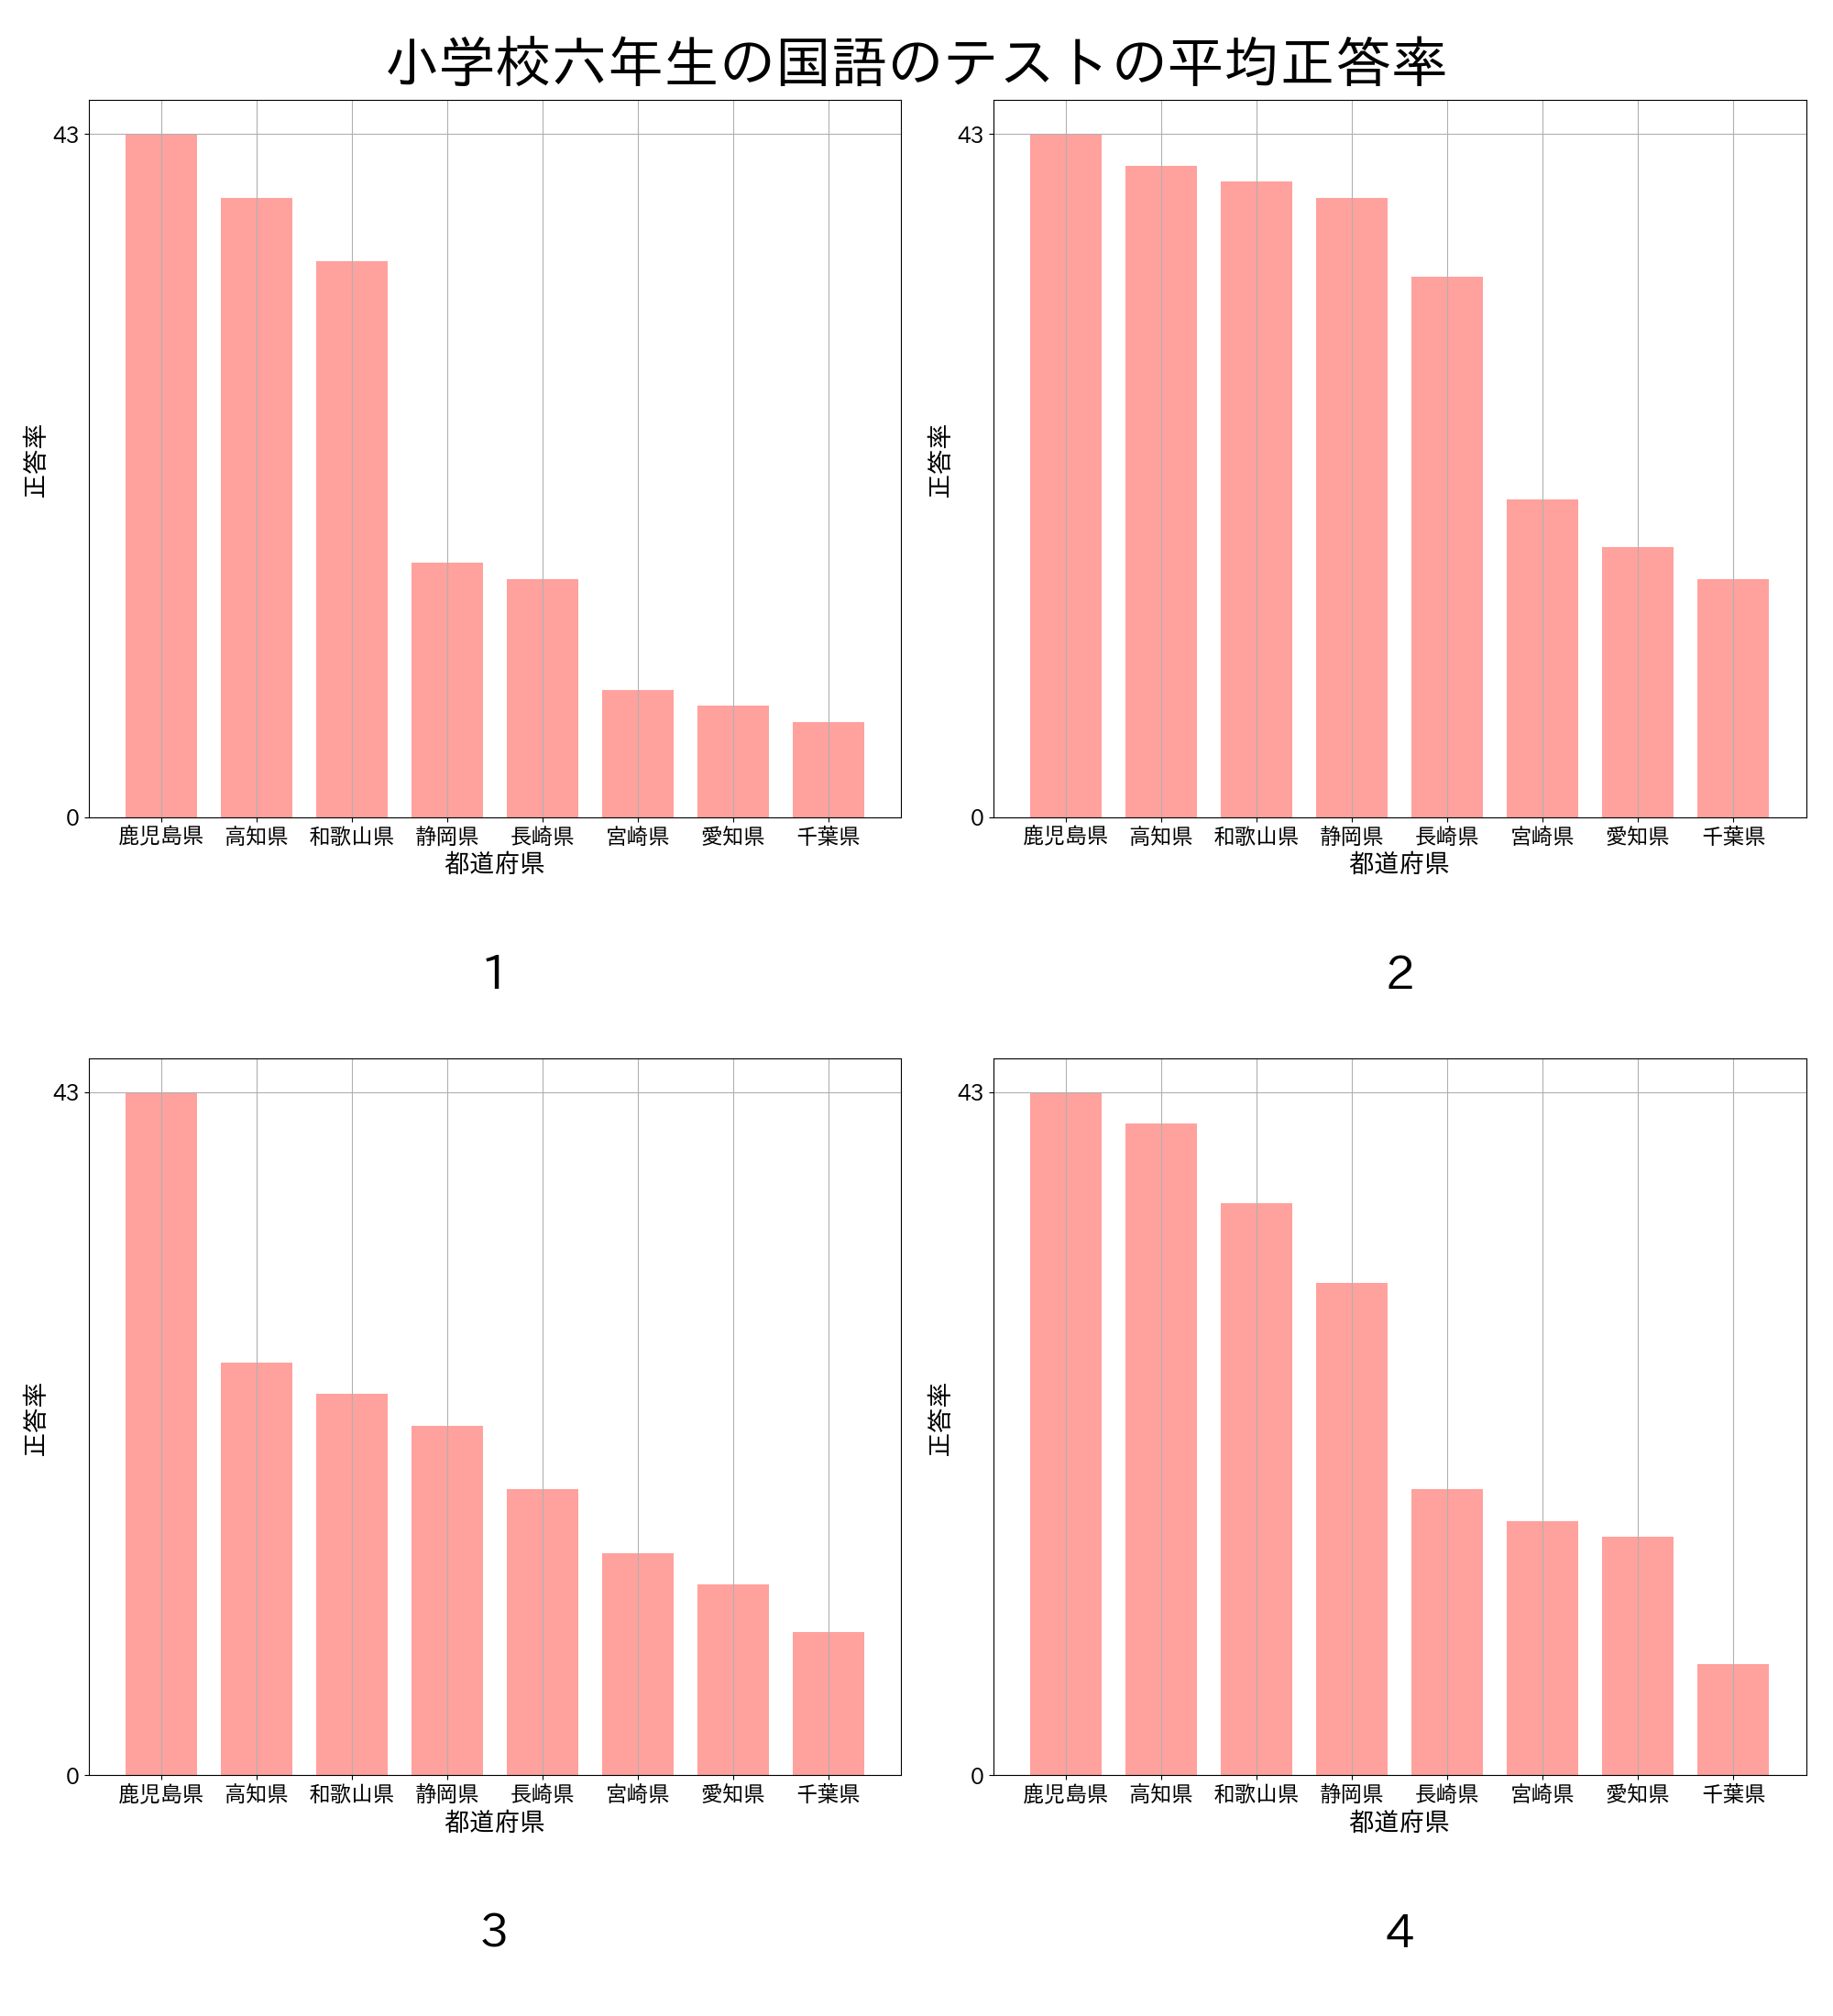 小学校六年生の国語のテストの平均正答率
43
0
正答率
鹿児島県 高知県 和歌山県 静岡県 長崎県 宮崎県 愛知県 千葉県
都道府県
1
43
0
正答率
鹿児島県 高知県 和歌山県 静岡県 長崎県 宮崎県 愛知県 千葉県
都道府県
2
43
0
正答率
鹿児島県 高知県 和歌山県 静岡県 長崎県 宮崎県 愛知県 千葉県
都道府県
3
43
0
正答率
鹿児島県 高知県 和歌山県 静岡県 長崎県 宮崎県 愛知県 千葉県
都道府県
4